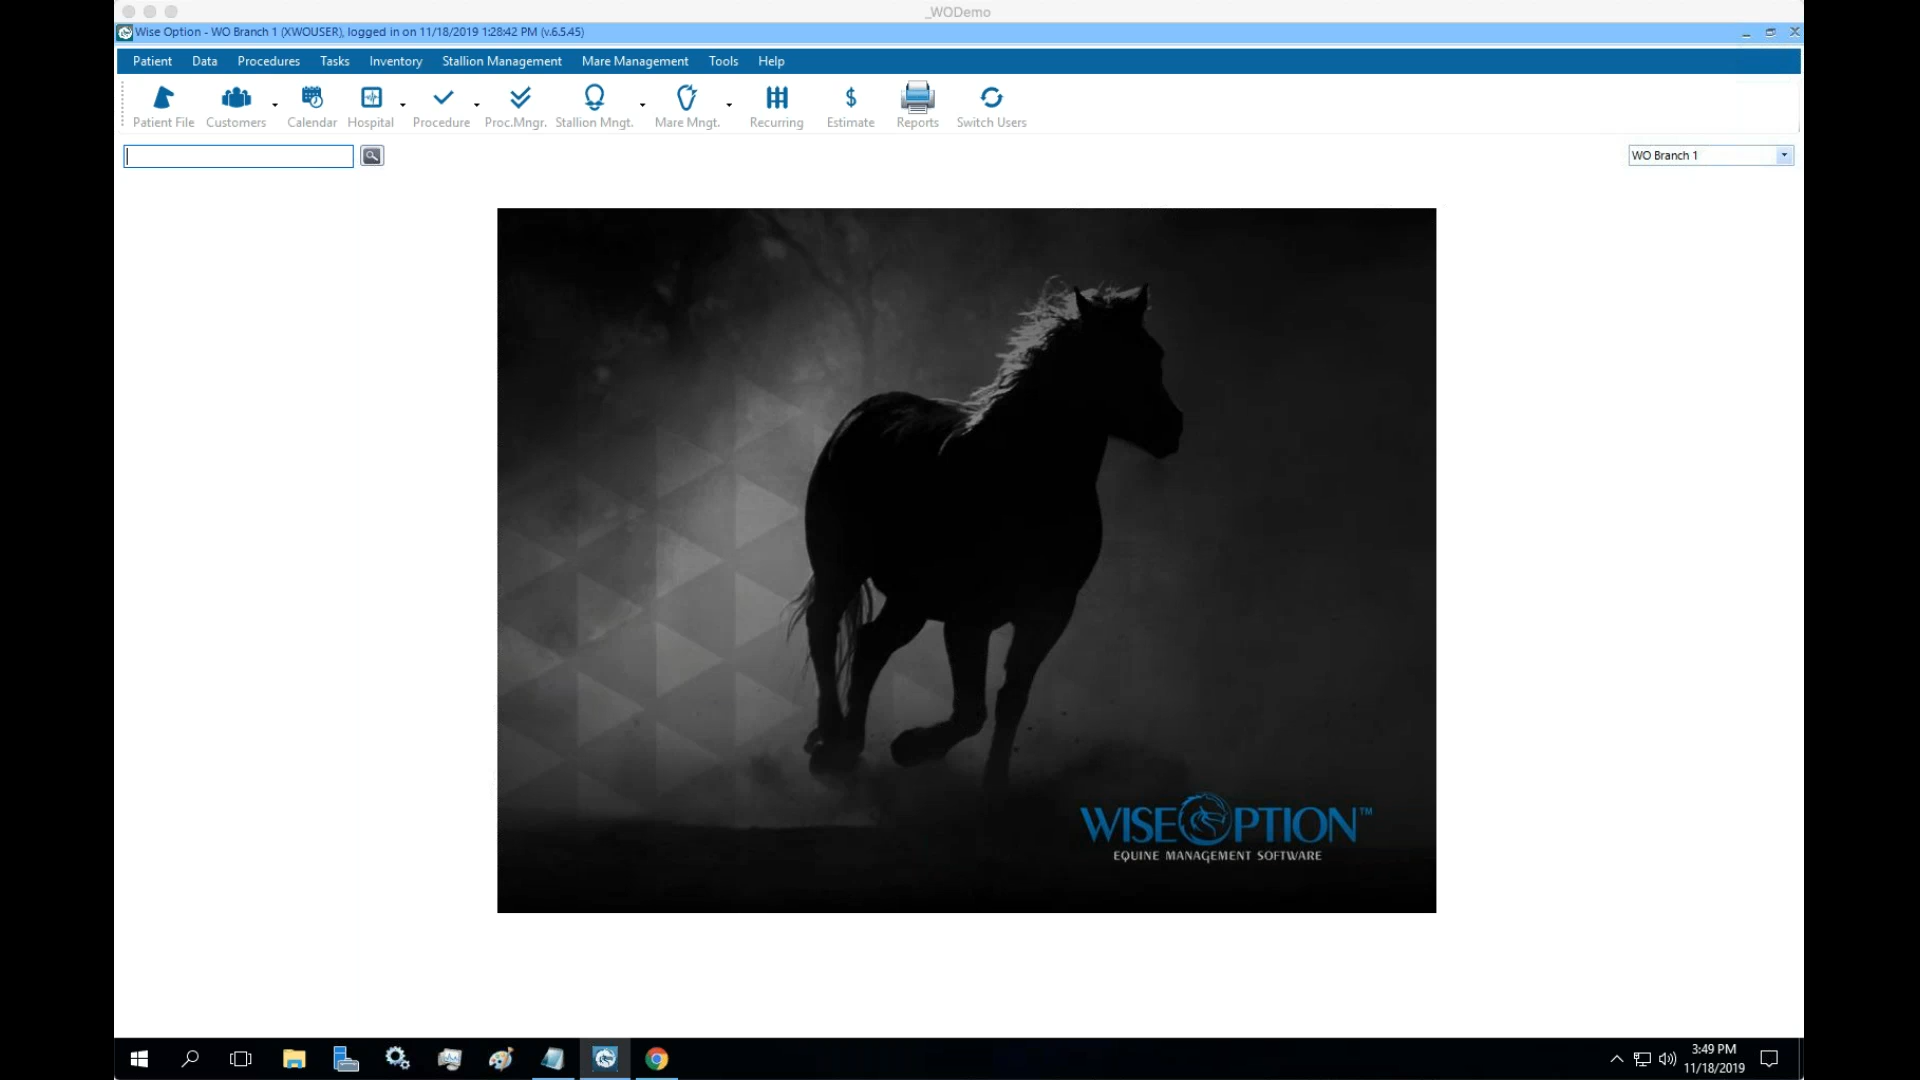 _WODemo
Wise Option - WO Branch 1 (XWOUSER), logged in on 11/18/2019 1:28:42 PM (v.6.5.45)
Patient Data Procedures Tasks Inventory Stallion Management Mare Management Tools Help
Patient File Customers Calendar Hospital Procedure Proc.Mngr. Stallion Mngt. Mare Mngt. Recurring Estimate Reports Switch Users
WO Branch 1
WISEOPTION™
EQUINE MANAGEMENT SOFTWARE
3:49 PM
11/18/2019